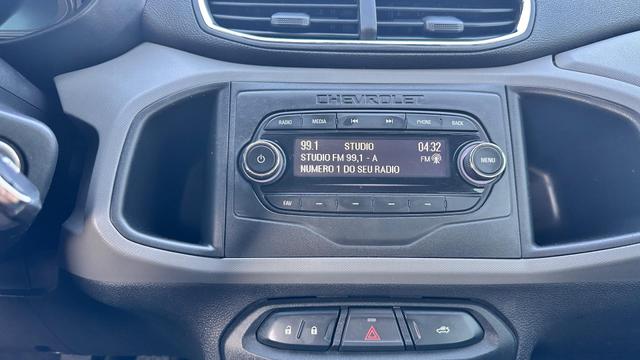 CHEVROLET
RADIO MEDIA PHONE BACK
99.1 STUDIO 04:32
STUDIO FM 99,1 - A FM
NUMERO 1 DO SEU RADIO
MENU
FAV